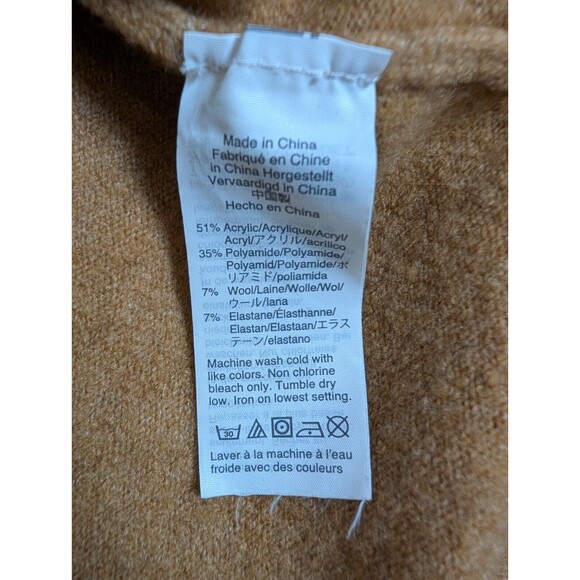 Made in China
Fabriqué en Chine
in China Hergestellt
Vervaardigd in China
中国製
Hecho en China
51% Acrylic/Acrylique/Acryl/
Acryl/アクリル/acrilico
35% Polyamide/Polyamide/
Polyamid/Polyamide/ポ
リアミド/poliamida
7% Wool/Laine/Wolle/Wol/
ウール/lana
7% Elastane/Élasthanne/
Elastan/Elastaan/エラス
テーン/elastano
Machine wash cold with
like colors. Non chlorine
bleach only. Tumble dry
low. Iron on lowest setting.
30
Laver à la machine à l'eau
froide avec des couleurs